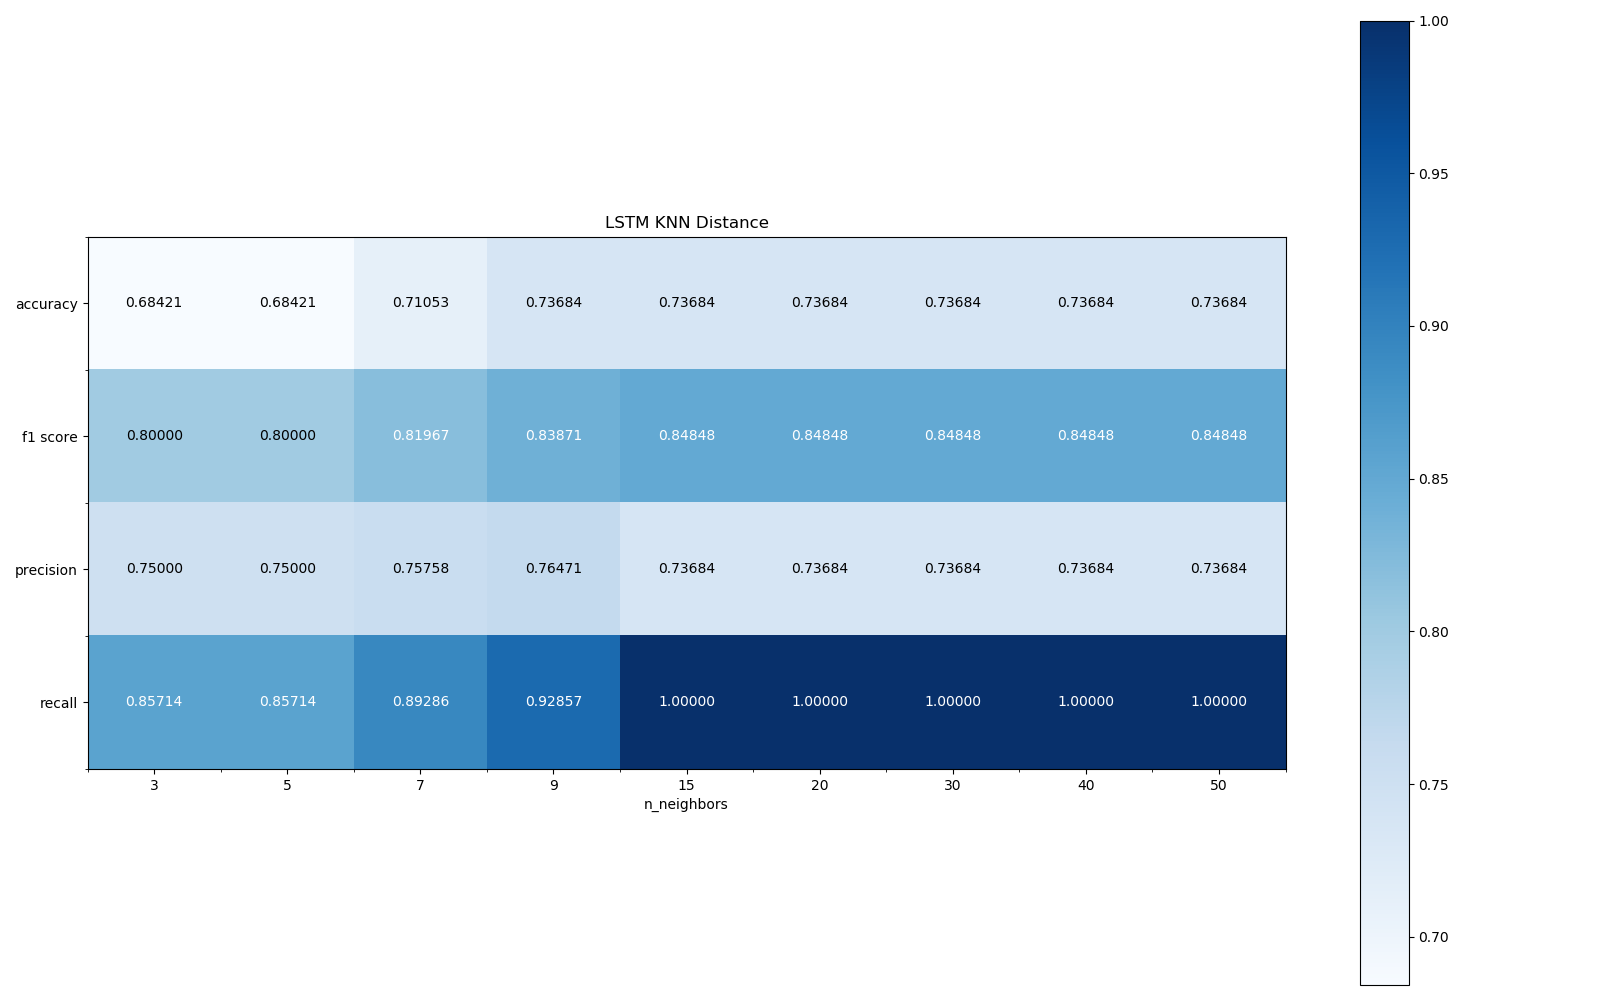 LSTM KNN Distance
accuracy 0.68421 0.68421 0.71053 0.73684 0.73684 0.73684 0.73684 0.73684 0.73684
f1 score 0.80000 0.80000 0.81967 0.83871 0.84848 0.84848 0.84848 0.84848 0.84848
precision 0.75000 0.75000 0.75758 0.76471 0.73684 0.73684 0.73684 0.73684 0.73684
recall 0.85714 0.85714 0.89286 0.92857 1.00000 1.00000 1.00000 1.00000 1.00000
3 5 7 9 15 20 30 40 50
n_neighbors
1.00
0.95
0.90
0.85
0.80
0.75
0.70